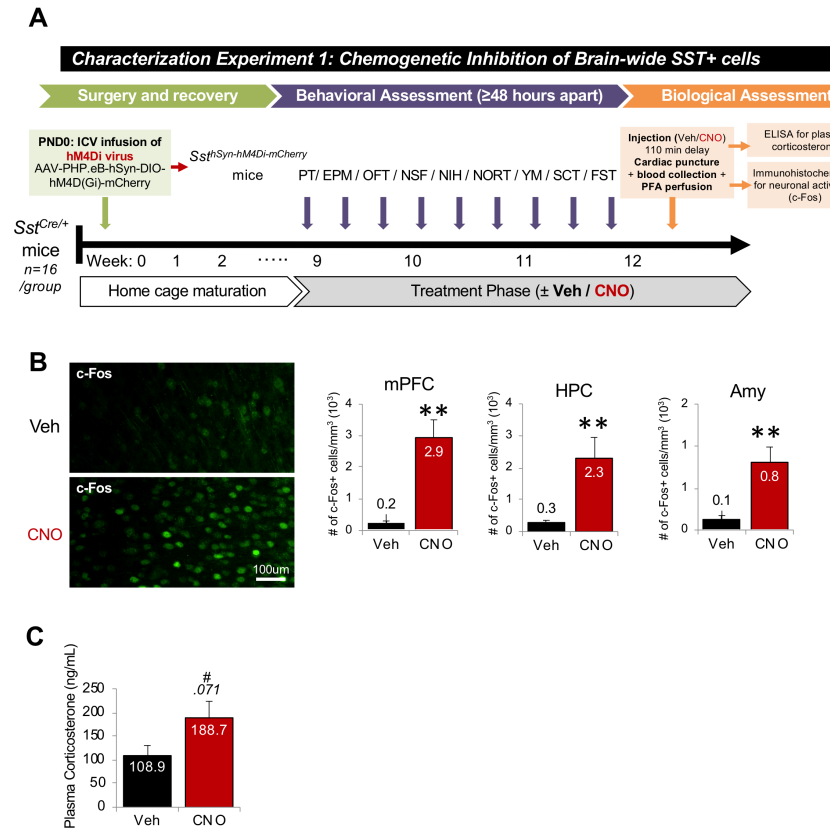 A
Characterization Experiment 1: Chemogenetic Inhibition of Brain-wide SST+ cells
Surgery and recovery
Behavioral Assessment (≥48 hours apart)
Biological Assessment
PND0: ICV infusion of
hM4Di virus
AAV-PHP.eB-hSyn-DIO-
hM4D(Gi)-mCherry
Sst^hSyn-hM4Di-mCherry
mice
PT/ EPM / OFT / NSF / NIH / NORT / YM / SCT / FST
Injection (Veh/CNO)
110 min delay
Cardiac puncture
+ blood collection +
PFA perfusion
ELISA for plas
corticosteron
Immunohistochem
for neuronal activ
(c-Fos)
Sst^Cre/+
mice
n=16
/group
Week: 0 1 2 ..... 9 10 11 12
Home cage maturation
Treatment Phase (± Veh / CNO)
B
Veh
c-Fos
CNO
c-Fos
100um
mPFC
# of c-Fos+ cells/mm³ (10³)
4
3
2
1
0
0.2
**
2.9
Veh CNO
HPC
# of c-Fos+ cells/mm³ (10³)
4
3
2
1
0
0.3
**
2.3
Veh CNO
Amy
# of c-Fos+ cells/mm³ (10³)
2
1
1
0
0.1
**
0.8
Veh CNO
C
Plasma Corticosterone (ng/mL)
250
200
150
100
50
0
108.9
#
.071
188.7
Veh CNO